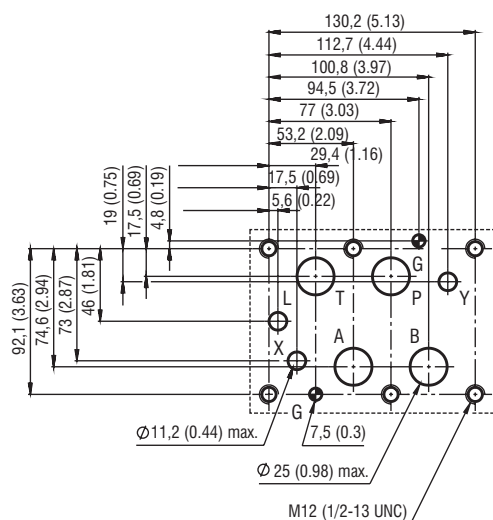 130,2 (5.13)
112,7 (4.44)
100,8 (3.97)
94,5 (3.72)
77 (3.03)
53,2 (2.09)
29,4 (1.16)
17,5 (0.69)
5,6 (0.22)
19 (0.75)
17,5 (0.69)
4,8 (0.19)
92,1 (3.63)
74,6 (2.94)
73 (2.87)
46 (1.81)
G
L T P Y
X A B
G
Ø11,2 (0.44) max.
7,5 (0.3)
Ø 25 (0.98) max.
M12 (1/2-13 UNC)